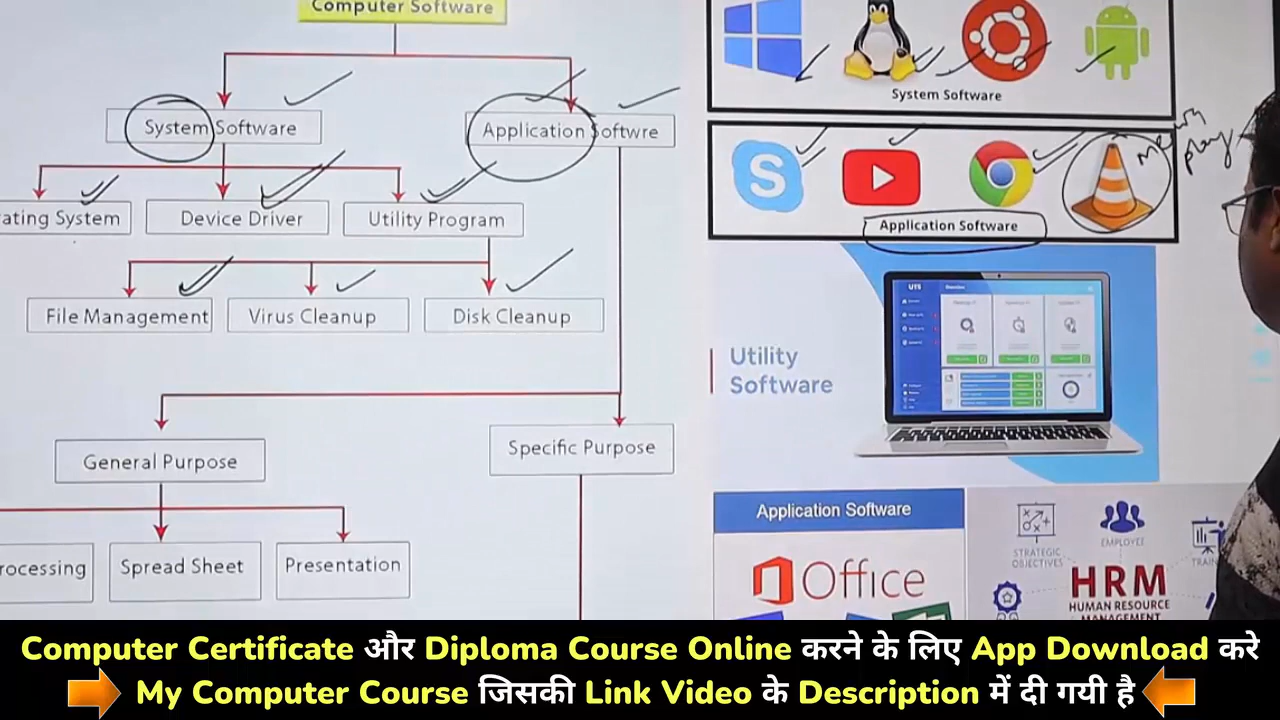 Computer Software
System Software
Application Softwre
rating System
Device Driver
Utility Program
File Management
Virus Cleanup
Disk Cleanup
General Purpose
Specific Purpose
rocessing
Spread Sheet
Presentation
System Software
Application Software
play
Utility
Software
UTS
Application Software
Office
STRATEGIC
OBJECTIVES
EMPLOYEE
TRAIN
HRM
HUMAN RESOURCE
MANAGEMENT
Computer Certificate और Diploma Course Online करने के लिए App Download करे
My Computer Course जिसकी Link Video के Description में दी गयी है